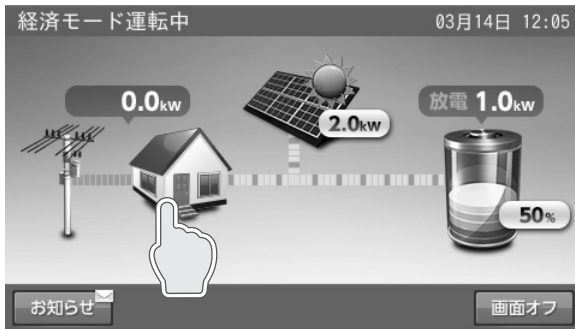 経済モード運転中
03月14日 12:05
0.0kw
2.0kw
放電 1.0kw
50%
お知らせ
画面オフ